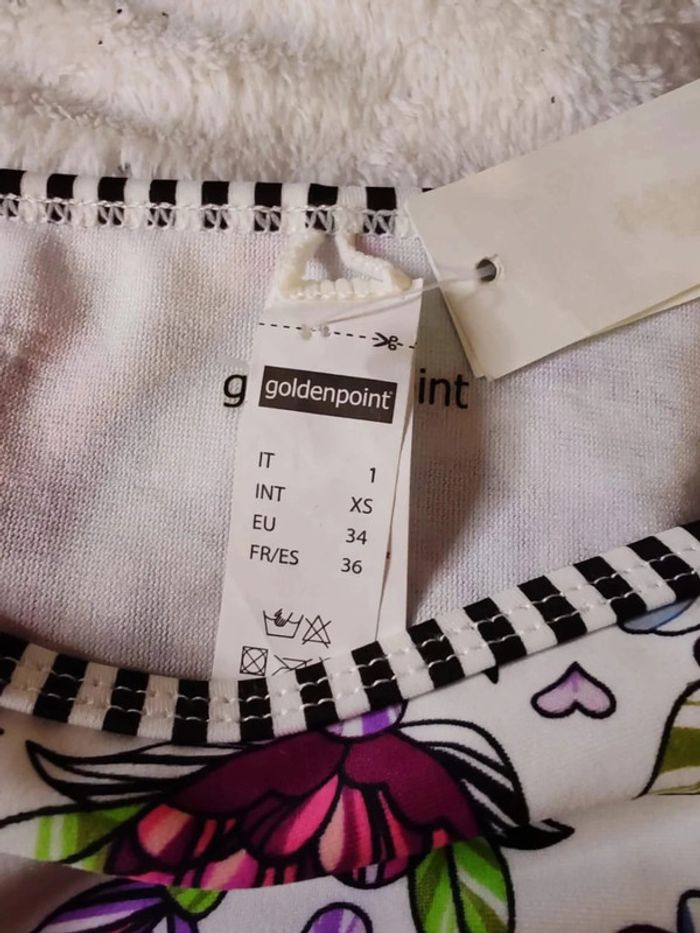 goldenpoint
g int
IT 1
INT XS
EU 34
FR/ES 36